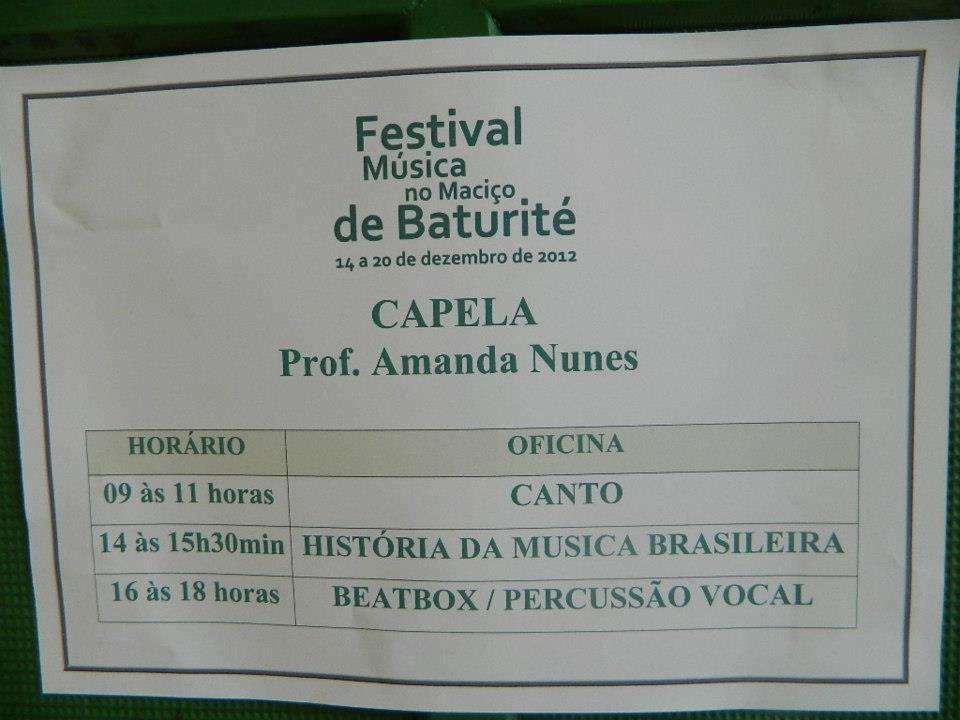 Festival
Música
no Maciço
de Baturité
14 a 20 de dezembro de 2012
CAPELA
Prof. Amanda Nunes
HORÁRIO OFICINA
09 às 11 horas CANTO
14 às 15h30min HISTÓRIA DA MUSICA BRASILEIRA
16 às 18 horas BEATBOX / PERCUSSÃO VOCAL